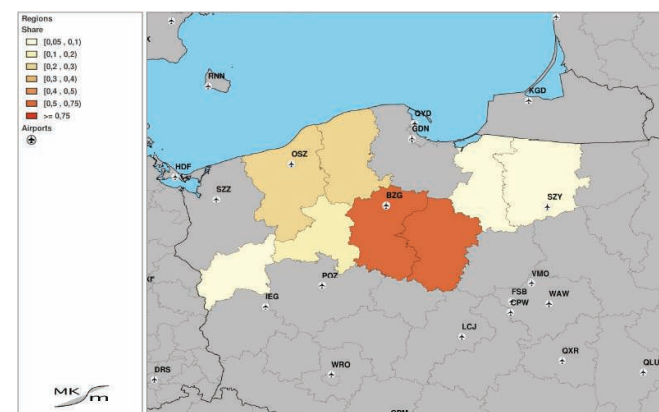 Regions
Share
[0,05 , 0,1)
[0,1 , 0,2)
[0,2 , 0,3)
[0,3 , 0,4)
[0,4 , 0,5)
[0,5 , 0,75)
>= 0,75
Airports
RNN
KGD
QYD
GDN
HDF
OSZ
SZZ
BZG
SZY
POZ
IEG
VMO
FSB
WAW
CPW
LCJ
DRS
WRO
QXR
QLU
MK m